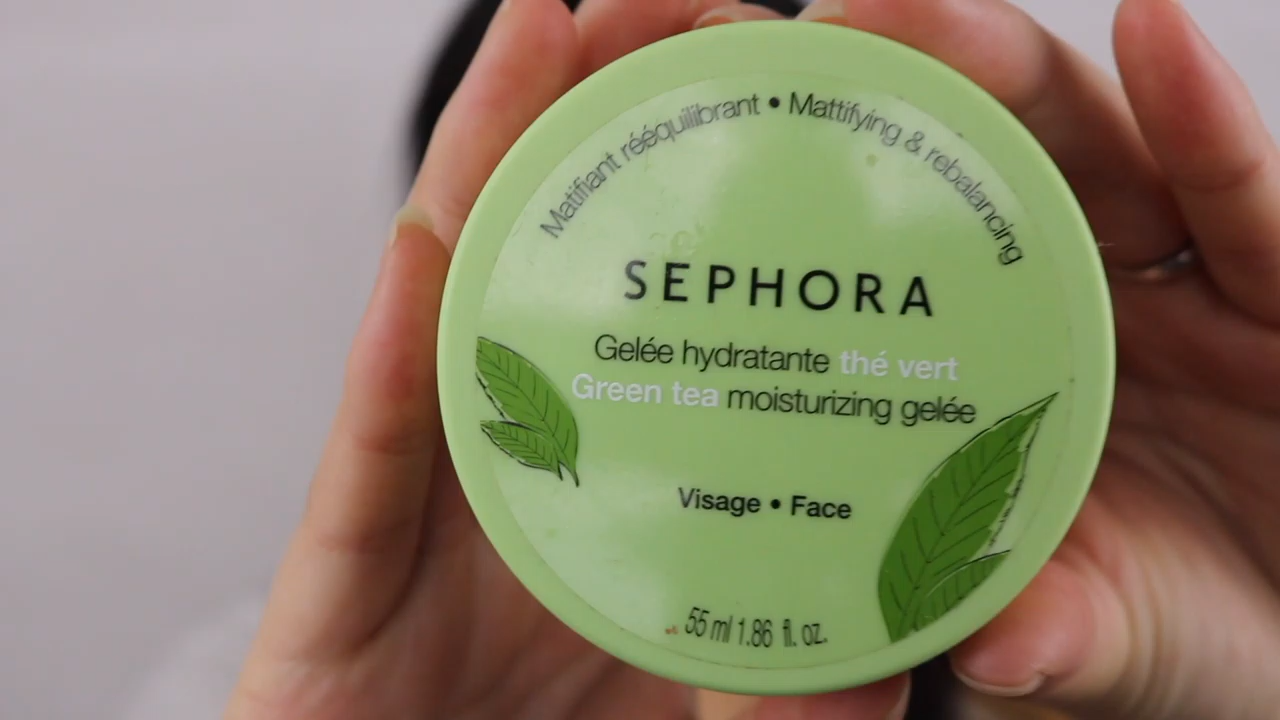 Matifiant rééquilibrant • Mattifying & rebalancing
SEPHORA
Gelée hydratante thé vert
Green tea moisturizing gelée
Visage • Face
55 ml 1.86 fl. oz.